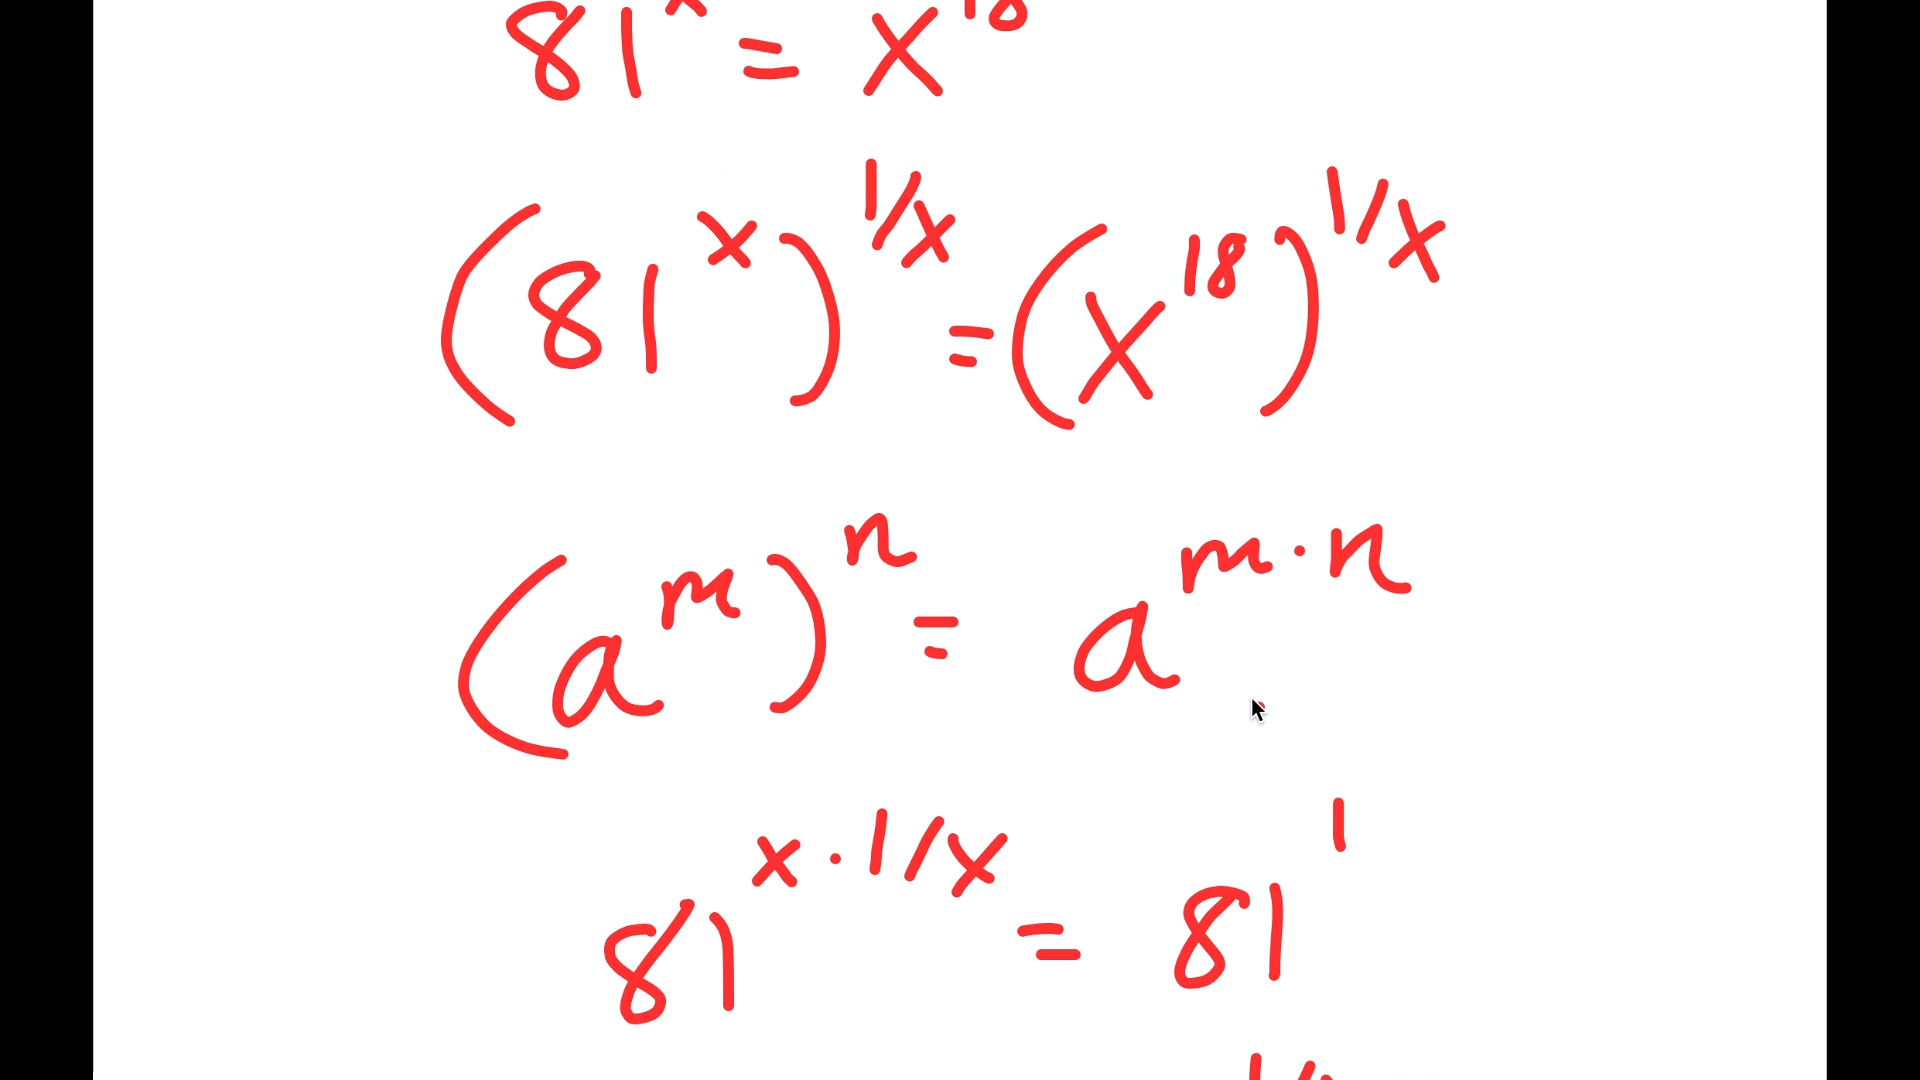 81^x = x^18
(81^x)^1/x = (x^18)^1/x
(a^m)^n = a^m·n
81^x·1/x = 81^1